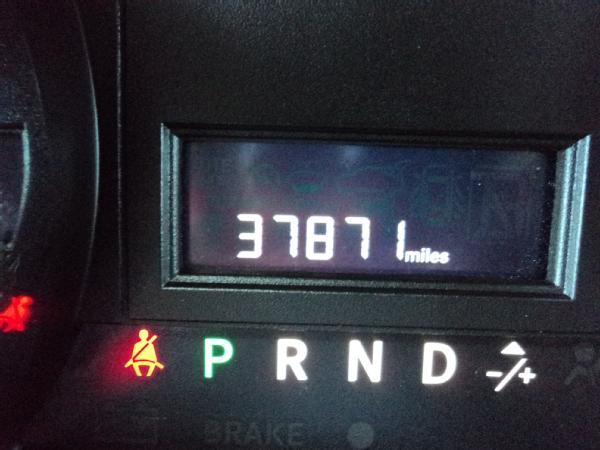 37871 miles
P R N D -/+
BRAKE